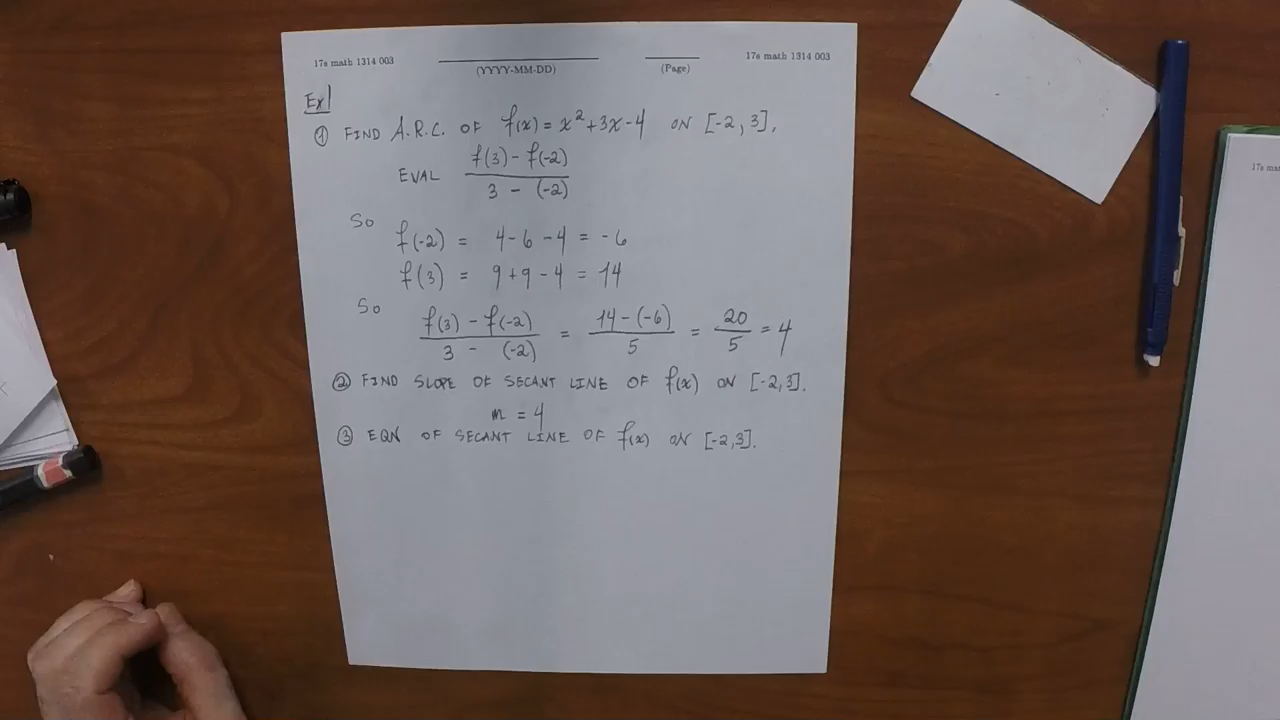 17s math 1314 003
(YYYY-MM-DD)
(Page)
17s math 1314 003
Ex1
① FIND A.R.C. OF f(x) = x² + 3x - 4 ON [-2, 3],
EVAL (f(3) - f(-2)) / (3 - (-2))
So
f(-2) = 4 - 6 - 4 = -6
f(3) = 9 + 9 - 4 = 14
So
(f(3) - f(-2)) / (3 - (-2)) = (14 - (-6)) / 5 = 20/5 = 4
② FIND SLOPE OF SECANT LINE OF f(x) ON [-2, 3].
m = 4
③ EQN OF SECANT LINE OF f(x) ON [-2, 3].
17s ma